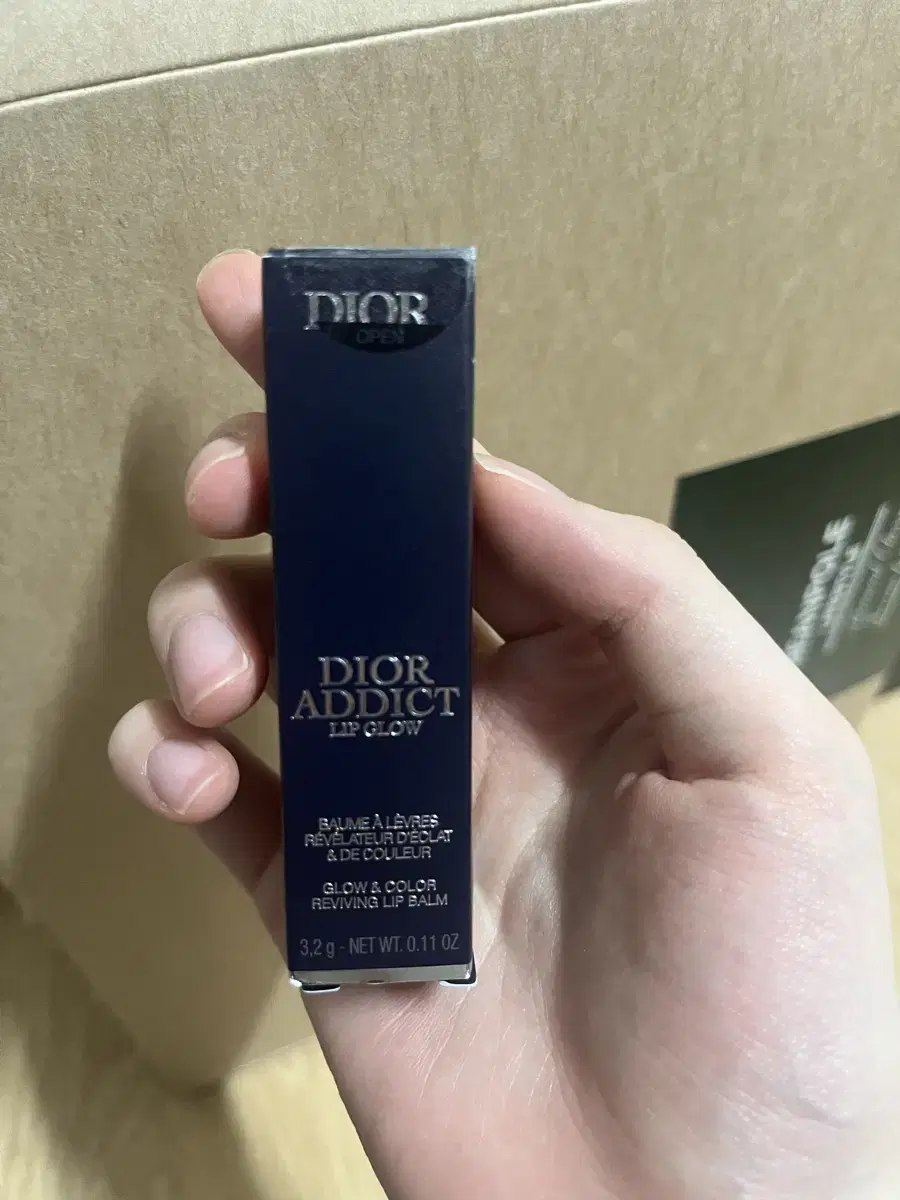 DIOR
OPEN
DIOR
ADDICT
LIP GLOW
BAUME À LÈVRES
RÉVÉLATEUR D'ÉCLAT
& DE COULEUR
GLOW & COLOR
REVIVING LIP BALM
3,2 g - NET WT. 0.11 OZ